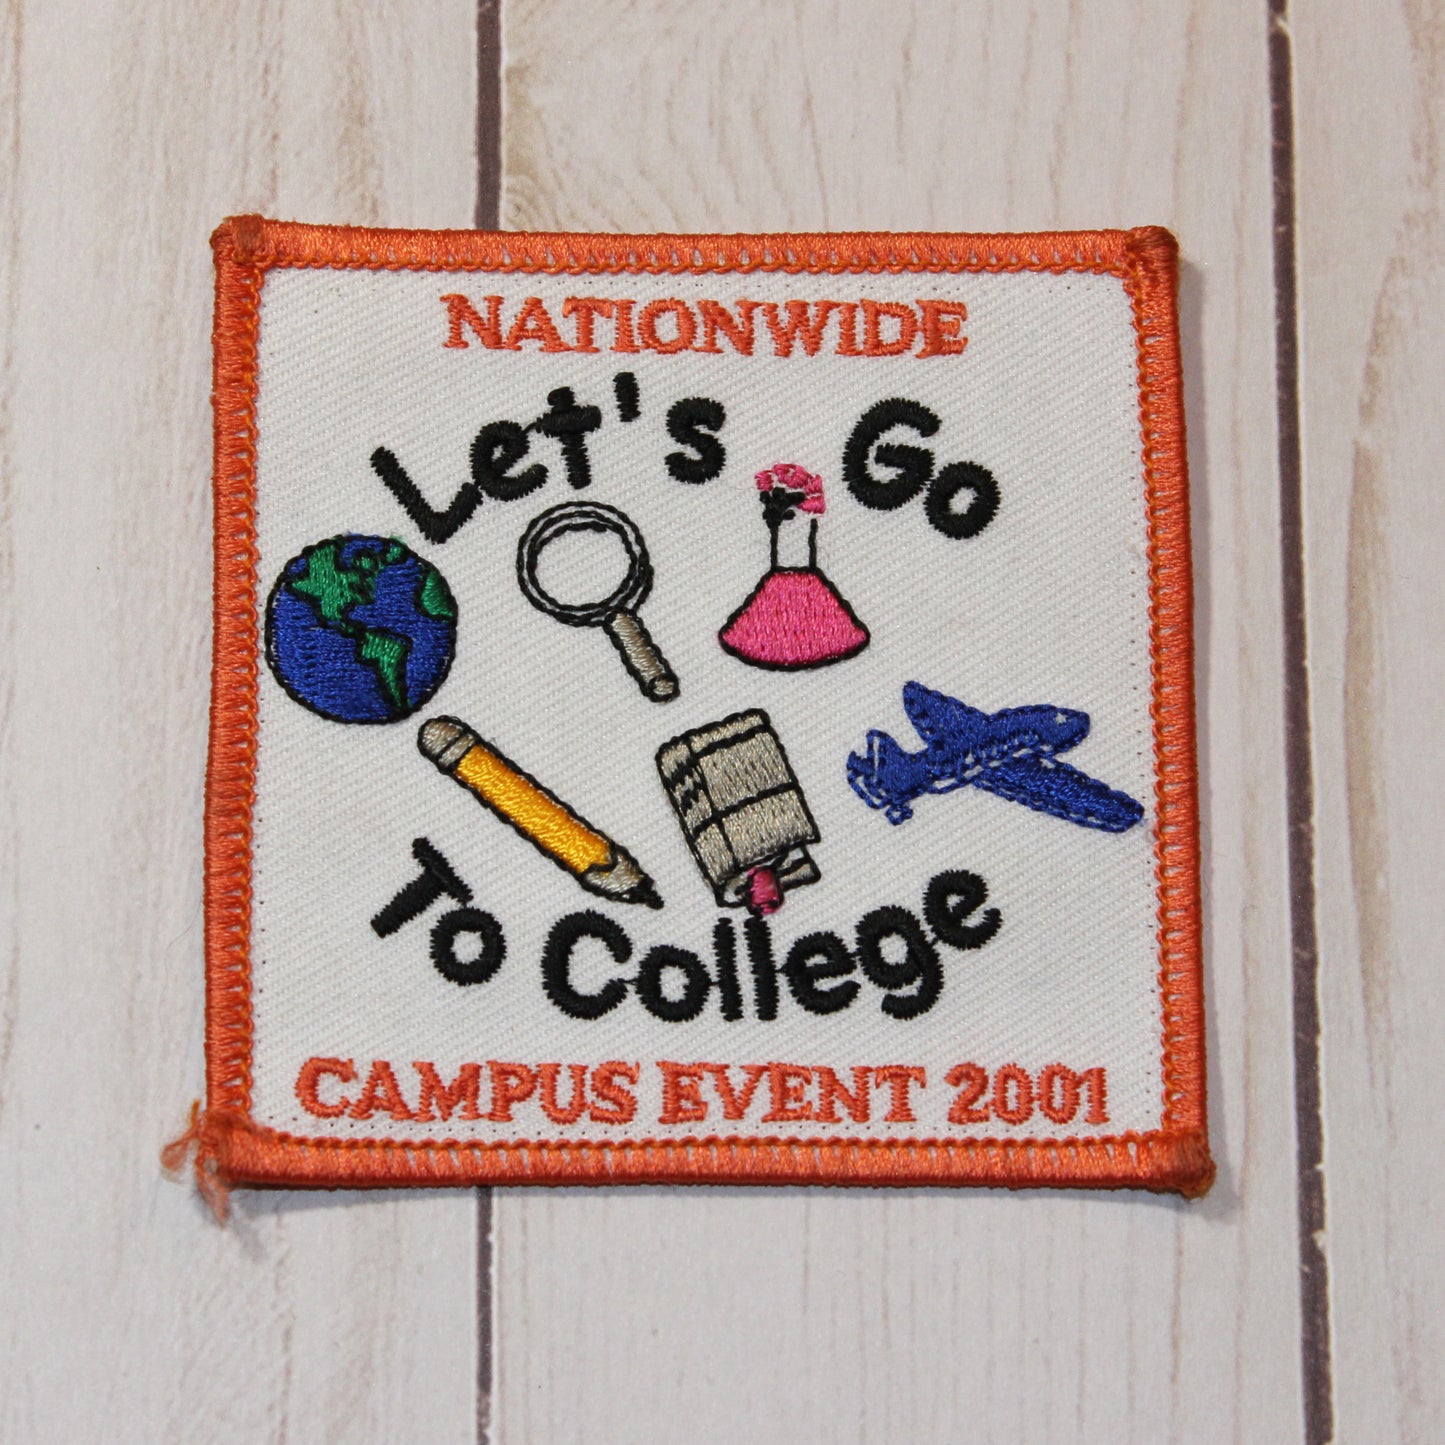 NATIONWIDE
Let's Go
To College
CAMPUS EVENT 2001